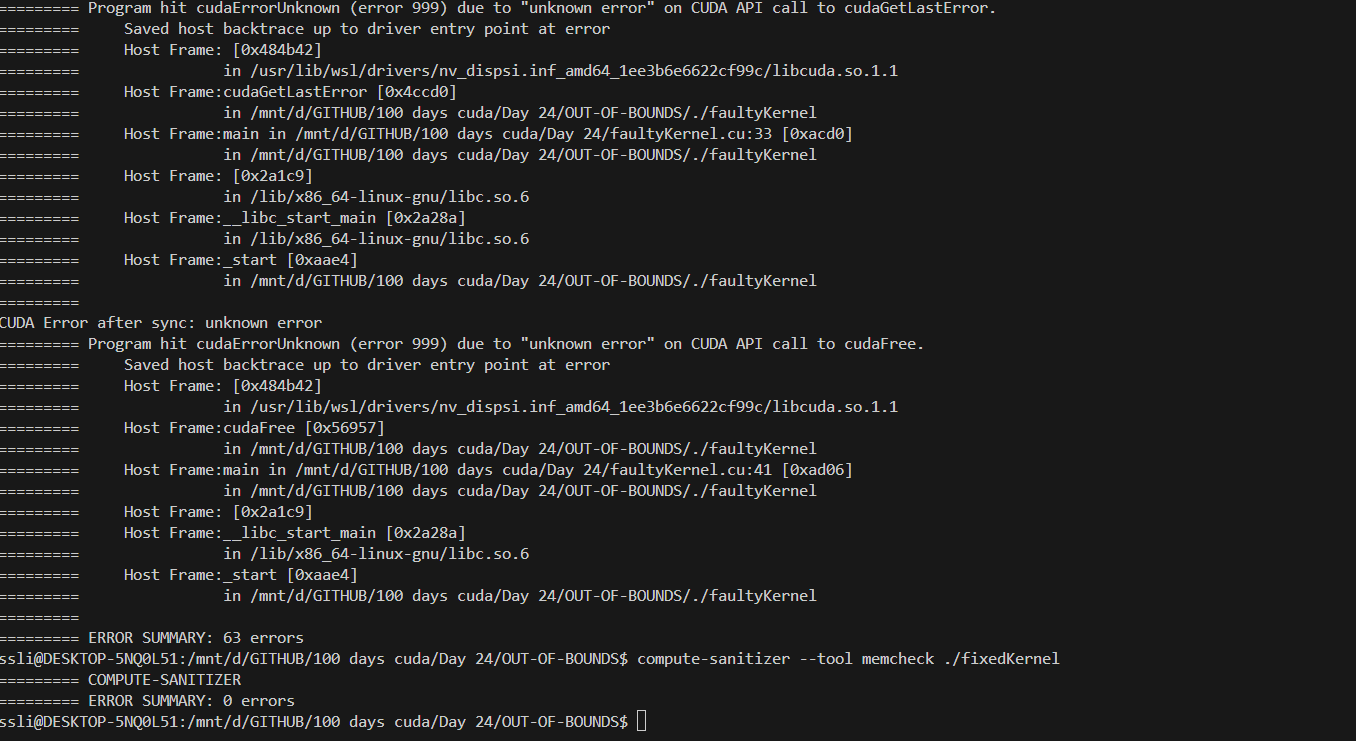 ========= Program hit cudaErrorUnknown (error 999) due to "unknown error" on CUDA API call to cudaGetLastError.
=========     Saved host backtrace up to driver entry point at error
=========     Host Frame: [0x484b42]
=========                in /usr/lib/wsl/drivers/nv_dispsi.inf_amd64_1ee3b6e6622cf99c/libcuda.so.1.1
=========     Host Frame:cudaGetLastError [0x4ccd0]
=========                in /mnt/d/GITHUB/100 days cuda/Day 24/OUT-OF-BOUNDS/./faultyKernel
=========     Host Frame:main in /mnt/d/GITHUB/100 days cuda/Day 24/faultyKernel.cu:33 [0xacd0]
=========                in /mnt/d/GITHUB/100 days cuda/Day 24/OUT-OF-BOUNDS/./faultyKernel
=========     Host Frame: [0x2a1c9]
=========                in /lib/x86_64-linux-gnu/libc.so.6
=========     Host Frame:__libc_start_main [0x2a28a]
=========                in /lib/x86_64-linux-gnu/libc.so.6
=========     Host Frame:_start [0xaae4]
=========                in /mnt/d/GITHUB/100 days cuda/Day 24/OUT-OF-BOUNDS/./faultyKernel
=========
CUDA Error after sync: unknown error
========= Program hit cudaErrorUnknown (error 999) due to "unknown error" on CUDA API call to cudaFree.
=========     Saved host backtrace up to driver entry point at error
=========     Host Frame: [0x484b42]
=========                in /usr/lib/wsl/drivers/nv_dispsi.inf_amd64_1ee3b6e6622cf99c/libcuda.so.1.1
=========     Host Frame:cudaFree [0x56957]
=========                in /mnt/d/GITHUB/100 days cuda/Day 24/OUT-OF-BOUNDS/./faultyKernel
=========     Host Frame:main in /mnt/d/GITHUB/100 days cuda/Day 24/faultyKernel.cu:41 [0xad06]
=========                in /mnt/d/GITHUB/100 days cuda/Day 24/OUT-OF-BOUNDS/./faultyKernel
=========     Host Frame: [0x2a1c9]
=========     Host Frame:__libc_start_main [0x2a28a]
=========                in /lib/x86_64-linux-gnu/libc.so.6
=========     Host Frame:_start [0xaae4]
=========                in /mnt/d/GITHUB/100 days cuda/Day 24/OUT-OF-BOUNDS/./faultyKernel
=========
========= ERROR SUMMARY: 63 errors
ssli@DESKTOP-5NQ0L51:/mnt/d/GITHUB/100 days cuda/Day 24/OUT-OF-BOUNDS$ compute-sanitizer --tool memcheck ./fixedKernel
========= COMPUTE-SANITIZER
========= ERROR SUMMARY: 0 errors
ssli@DESKTOP-5NQ0L51:/mnt/d/GITHUB/100 days cuda/Day 24/OUT-OF-BOUNDS$